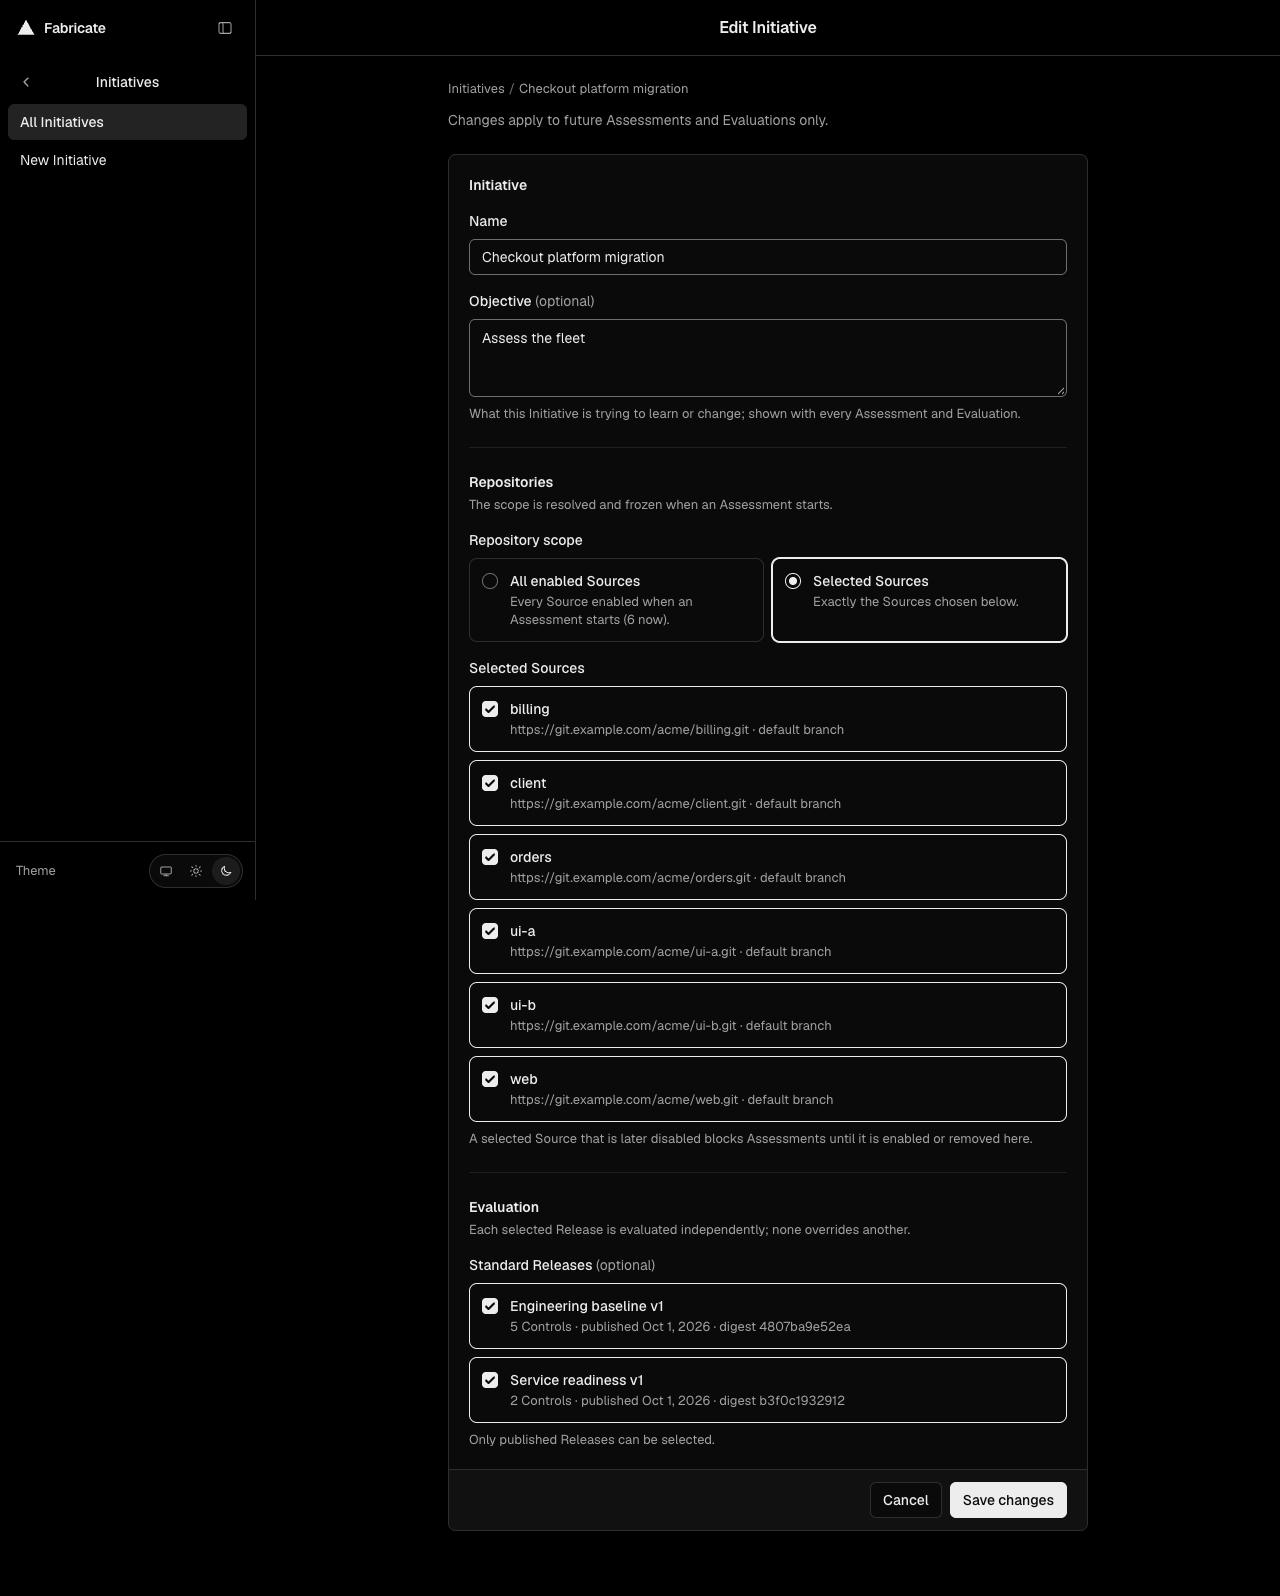 Fabricate
Edit Initiative
Initiatives
All Initiatives
New Initiative
Initiatives / Checkout platform migration
Changes apply to future Assessments and Evaluations only.
Initiative
Name
Checkout platform migration
Objective (optional)
Assess the fleet
What this Initiative is trying to learn or change; shown with every Assessment and Evaluation.
Repositories
The scope is resolved and frozen when an Assessment starts.
Repository scope
All enabled Sources
Every Source enabled when an
Assessment starts (6 now).
Selected Sources
Exactly the Sources chosen below.
Selected Sources
billing
https://git.example.com/acme/billing.git · default branch
client
https://git.example.com/acme/client.git · default branch
orders
https://git.example.com/acme/orders.git · default branch
ui-a
https://git.example.com/acme/ui-a.git · default branch
ui-b
https://git.example.com/acme/ui-b.git · default branch
web
https://git.example.com/acme/web.git · default branch
A selected Source that is later disabled blocks Assessments until it is enabled or removed here.
Evaluation
Each selected Release is evaluated independently; none overrides another.
Standard Releases (optional)
Engineering baseline v1
5 Controls · published Oct 1, 2026 · digest 4807ba9e52ea
Service readiness v1
2 Controls · published Oct 1, 2026 · digest b3f0c1932912
Only published Releases can be selected.
Cancel
Save changes
Theme